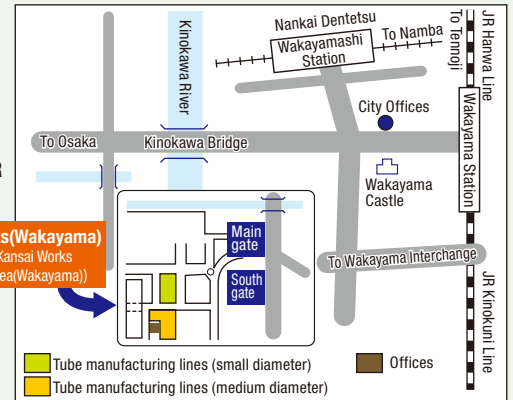 Nankai Dentetsu
Wakayamashi
Station
To Namba
JR Hanwa Line
To Tennoji
Kinokawa River
City Offices
To Osaka
Kinokawa Bridge
Wakayama Station
R
Wakayama
Castle
s(Wakayama)
Kansai Works
ea(Wakayama))
Main
gate
South
gate
To Wakayama Interchange
JR Kinokuni Line
Tube manufacturing lines (small diameter)
Offices
Tube manufacturing lines (medium diameter)